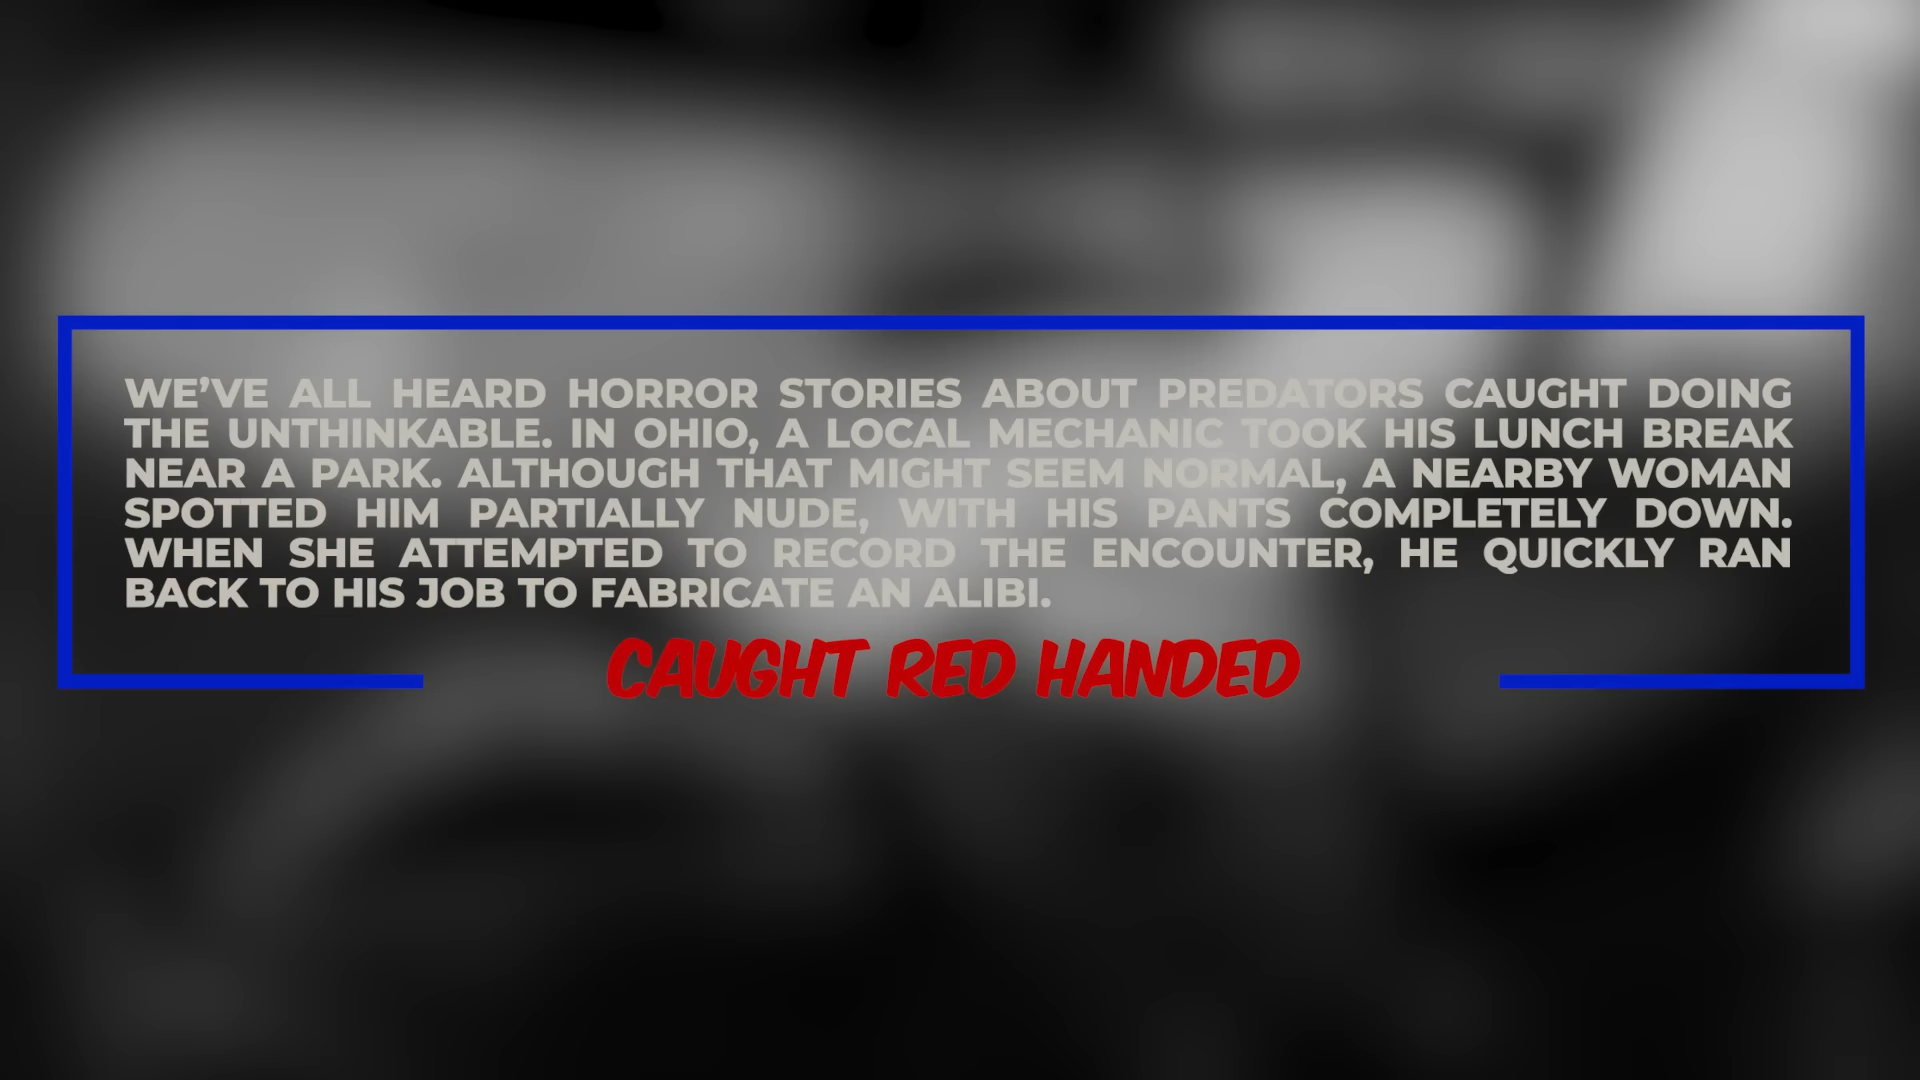 WE’VE ALL HEARD HORROR STORIES ABOUT PREDATORS CAUGHT DOING
THE UNTHINKABLE. IN OHIO, A LOCAL MECHANIC TOOK HIS LUNCH BREAK
NEAR A PARK. ALTHOUGH THAT MIGHT SEEM NORMAL, A NEARBY WOMAN
SPOTTED HIM PARTIALLY NUDE, WITH HIS PANTS COMPLETELY DOWN.
WHEN SHE ATTEMPTED TO RECORD THE ENCOUNTER, HE QUICKLY RAN
BACK TO HIS JOB TO FABRICATE AN ALIBI.
CAUGHT RED HANDED